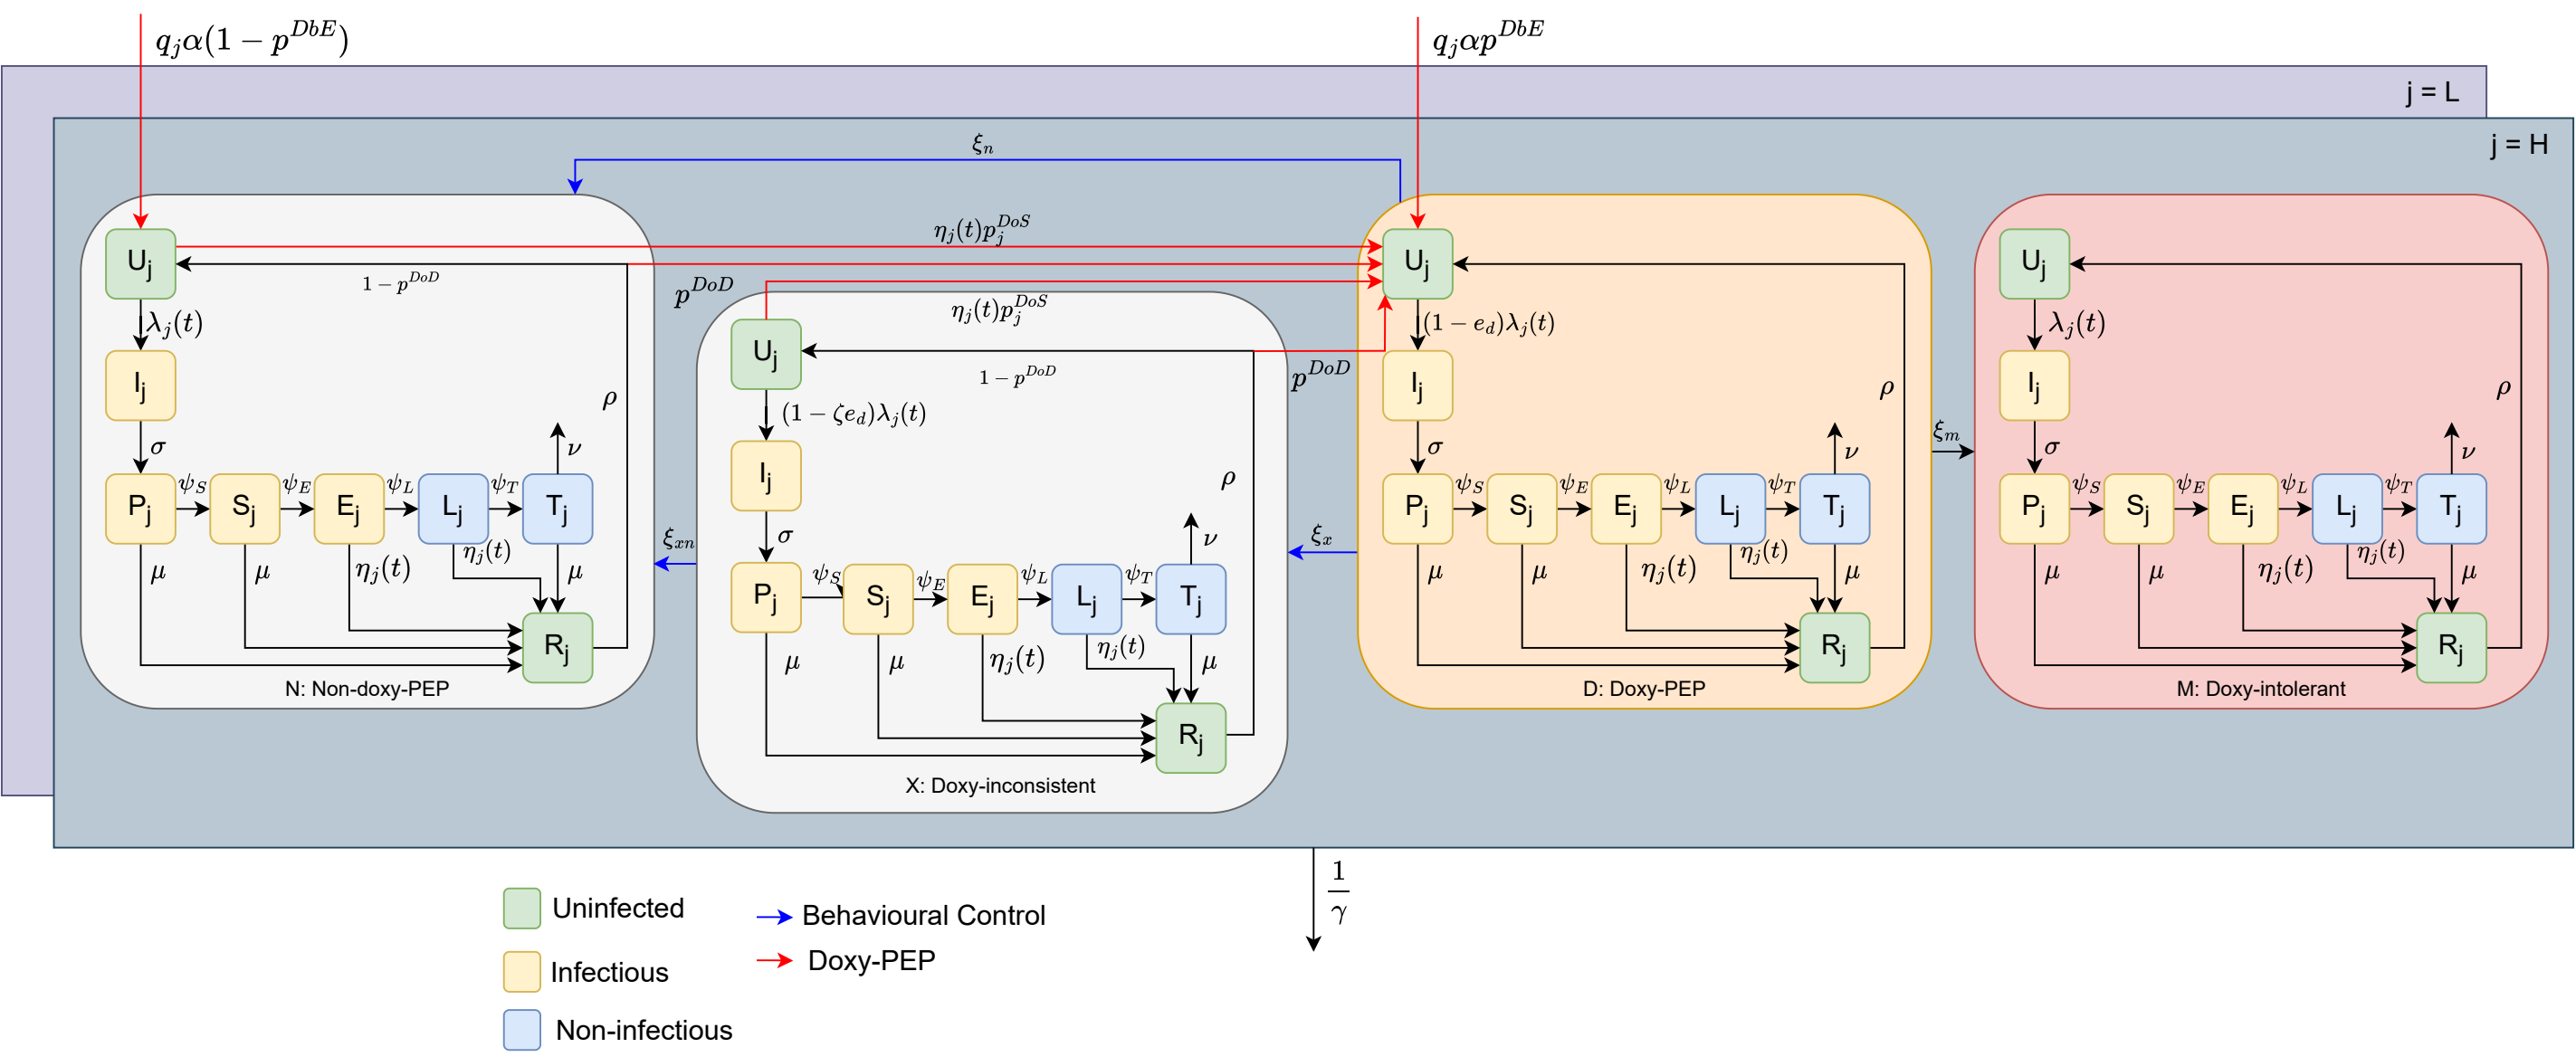 q_jα(1 − p^{DbE})
q_jαp^{DbE}
j = L
j = H
ξ_n
η_j(t)p_j^{DoS}
1 − p^{DoD}
p^{DoD}
U_j
λ_j(t)
I_j
σ
ρ
ν
P_j
ψ_S
S_j
ψ_E
E_j
ψ_L
L_j
ψ_T
T_j
μ
μ
η_j(t)
η_j(t)
μ
R_j
N: Non-doxy-PEP
ξ_{xn}
η_j(t)p_j^{DoS}
U_j
1 − p^{DoD}
p^{DoD}
(1 − ζe_d)λ_j(t)
I_j
σ
ρ
ν
P_j
ψ_S
S_j
ψ_E
E_j
ψ_L
L_j
ψ_T
T_j
μ
μ
η_j(t)
η_j(t)
μ
R_j
X: Doxy-inconsistent
ξ_x
U_j
(1 − e_d)λ_j(t)
I_j
σ
ρ
ν
P_j
ψ_S
S_j
ψ_E
E_j
ψ_L
L_j
ψ_T
T_j
μ
μ
η_j(t)
η_j(t)
μ
R_j
D: Doxy-PEP
ξ_m
U_j
λ_j(t)
I_j
σ
ρ
ν
P_j
ψ_S
S_j
ψ_E
E_j
ψ_L
L_j
ψ_T
T_j
μ
μ
η_j(t)
η_j(t)
μ
R_j
M: Doxy-intolerant
1/γ
Uninfected
Infectious
Non-infectious
Behavioural Control
Doxy-PEP